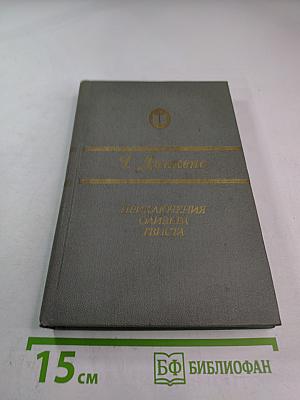 Ч. Диккенс
ПРИКЛЮЧЕНИЯ
ОЛИВЕРА
ТВИСТА
15 см
БФ БИБЛИОФАН